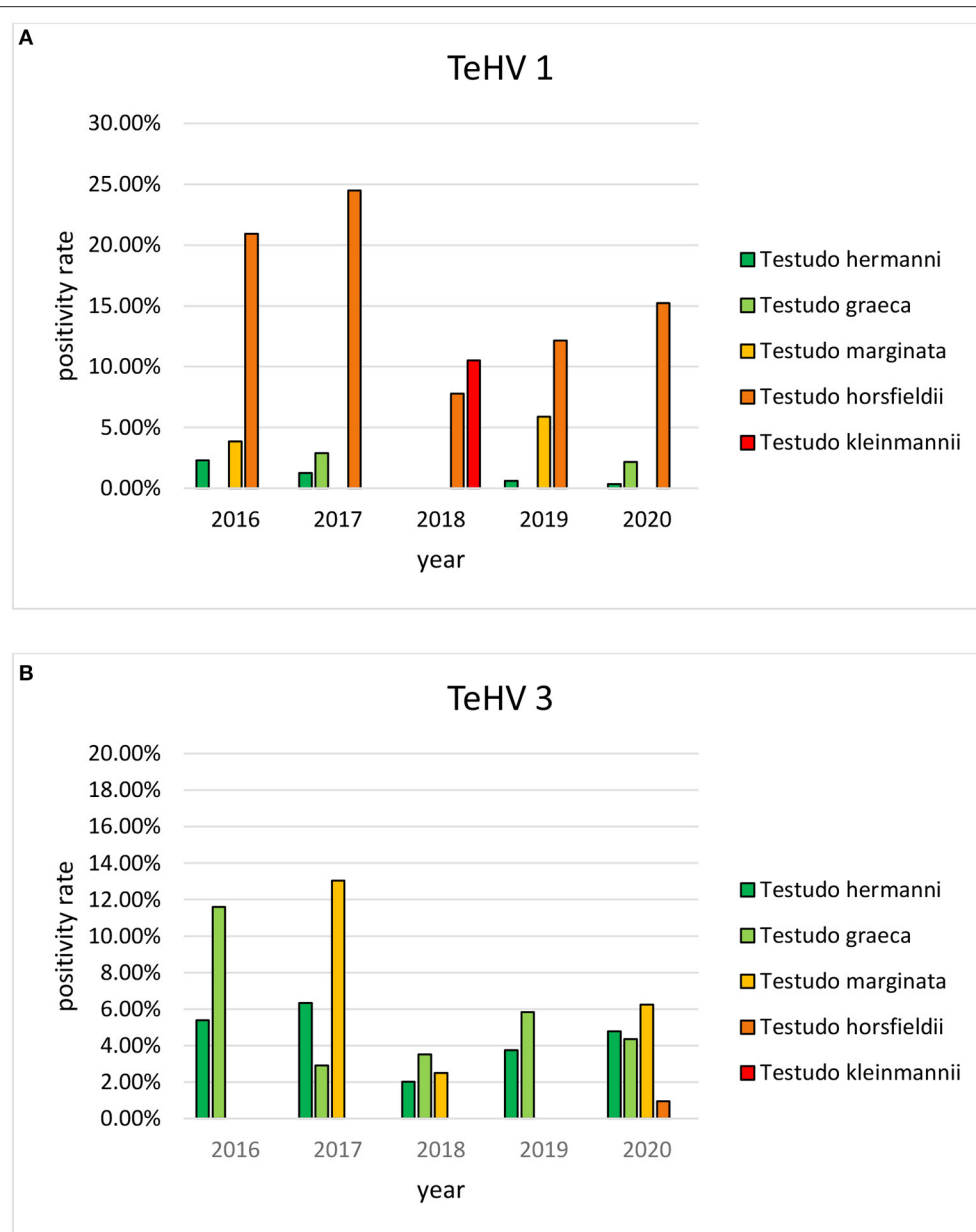 A
TeHV 1
30.00%
25.00%
20.00%
15.00%
10.00%
5.00%
0.00%
positivity rate
2016 2017 2018 2019 2020
year
Testudo hermanni
Testudo graeca
Testudo marginata
Testudo horsfieldii
Testudo kleinmannii
B
TeHV 3
20.00%
18.00%
16.00%
14.00%
12.00%
10.00%
8.00%
6.00%
4.00%
2.00%
0.00%
positivity rate
2016 2017 2018 2019 2020
year
Testudo hermanni
Testudo graeca
Testudo marginata
Testudo horsfieldii
Testudo kleinmannii